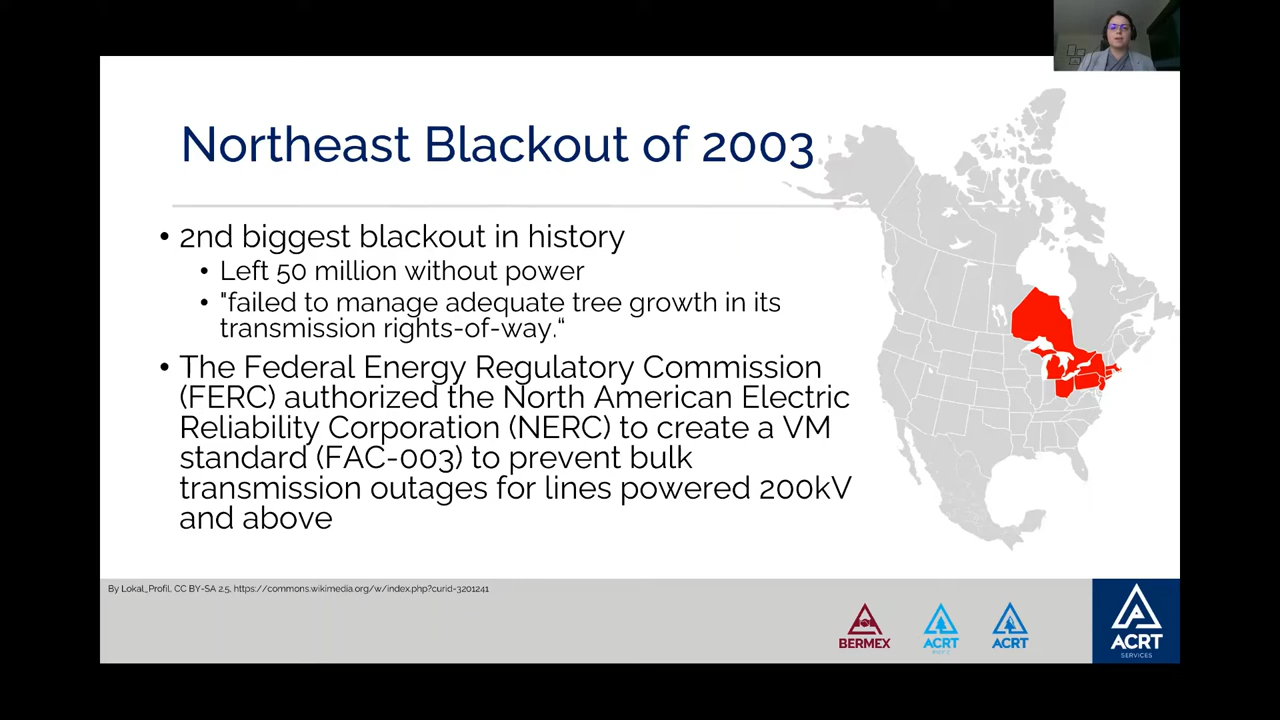 Northeast Blackout of 2003
• 2nd biggest blackout in history
• Left 50 million without power
• "failed to manage adequate tree growth in its
transmission rights-of-way.“
• The Federal Energy Regulatory Commission
(FERC) authorized the North American Electric
Reliability Corporation (NERC) to create a VM
standard (FAC-003) to prevent bulk
transmission outages for lines powered 200kV
and above
By Lokal_Profil, CC BY-SA 2.5, https://commons.wikimedia.org/w/index.php?curid=3201241
BERMEX
ACRT
ACRT
ACRT
SERVICES